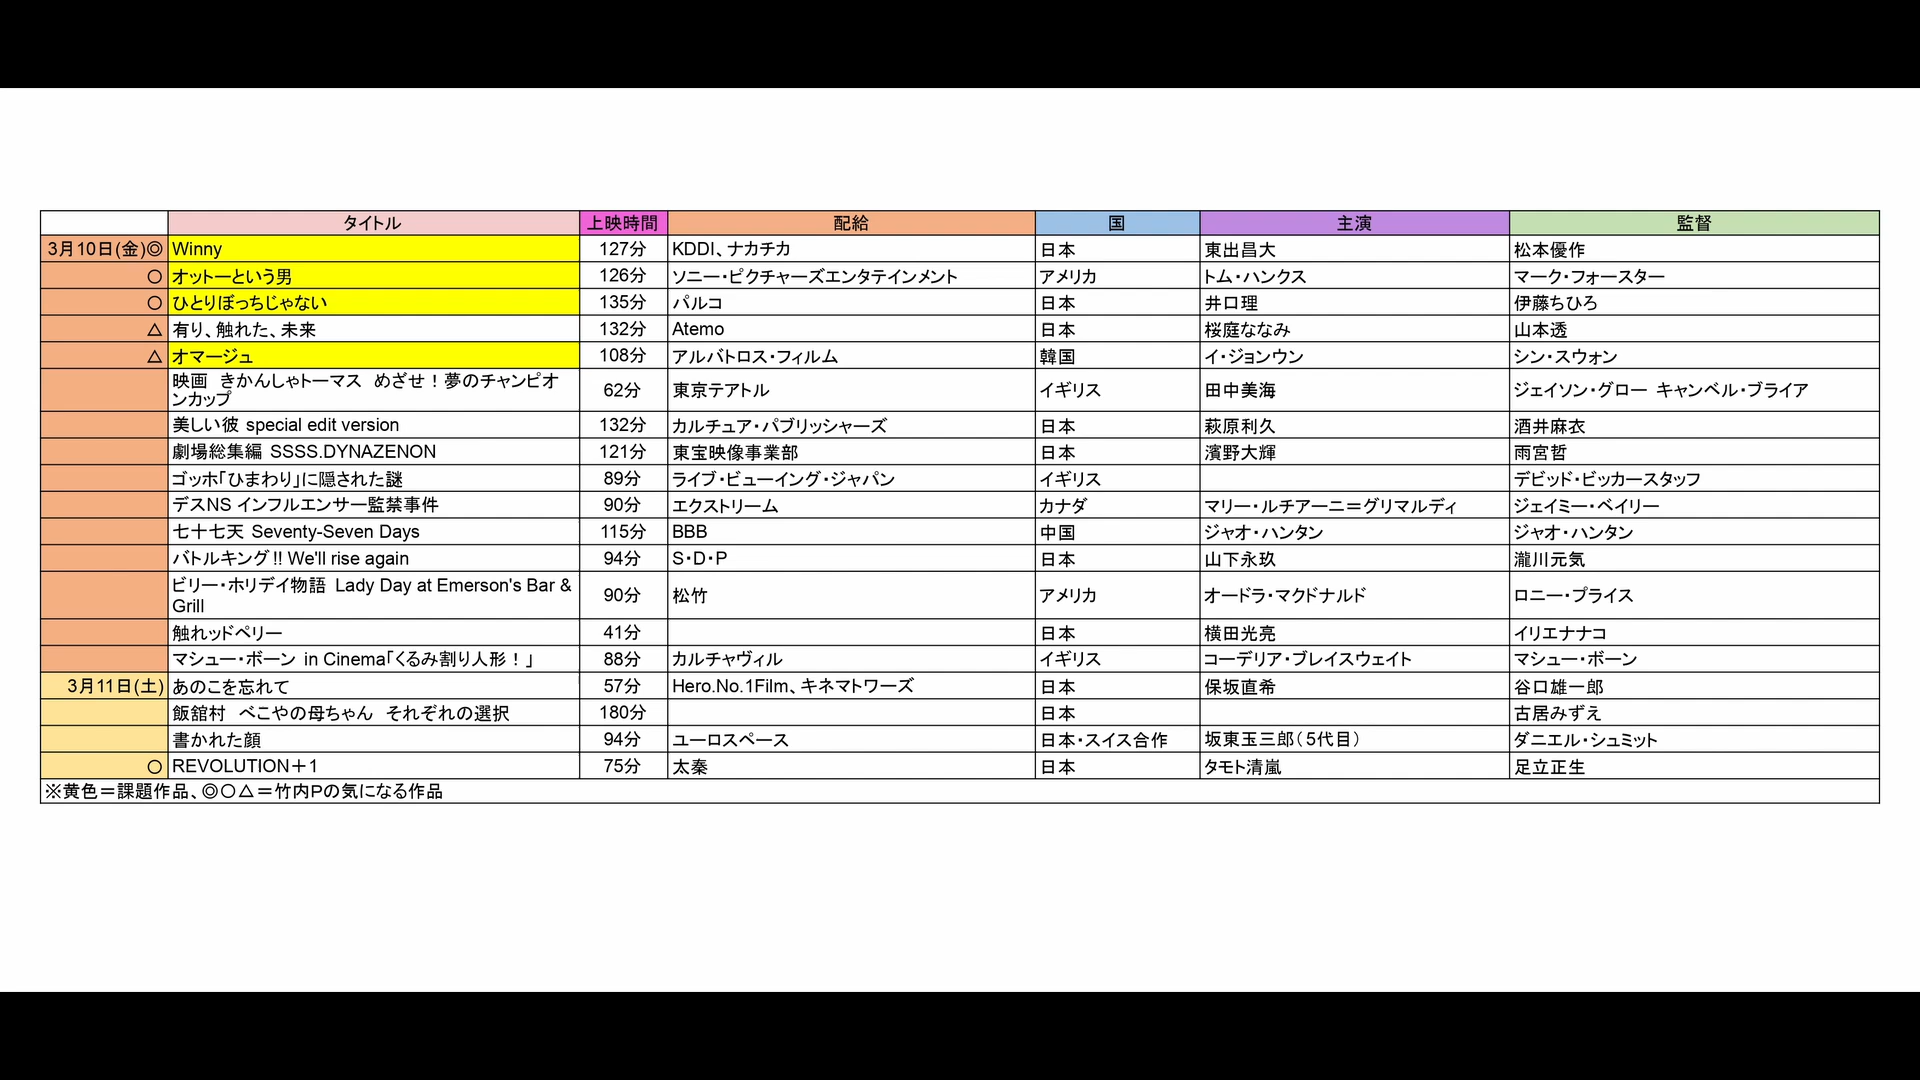 タイトル 上映時間 配給 国 主演 監督
3月10日(金)◎ Winny 127分 KDDI、ナカチカ 日本 東出昌大 松本優作
〇 オットーという男 126分 ソニー・ピクチャーズエンタテインメント アメリカ トム・ハンクス マーク・フォースター
〇 ひとりぼっちじゃない 135分 パルコ 日本 井口理 伊藤ちひろ
△ 有り、触れた、未来 132分 Atemo 日本 桜庭ななみ 山本透
△ オマージュ 108分 アルバトロス・フィルム 韓国 イ・ジョンウン シン・スウォン
映画　きかんしゃトーマス　めざせ！夢のチャンピオ
ンカップ 62分 東京テアトル イギリス 田中美海 ジェイソン・グロー キャンベル・ブライア
美しい彼 special edit version 132分 カルチュア・パブリッシャーズ 日本 萩原利久 酒井麻衣
劇場総集編 SSSS.DYNAZENON 121分 東宝映像事業部 日本 濱野大輝 雨宮哲
ゴッホ｢ひまわり｣に隠された謎 89分 ライブ・ビューイング・ジャパン イギリス デビッド・ビッカースタッフ
デスNS インフルエンサー監禁事件 90分 エクストリーム カナダ マリー・ルチアーニ＝グリマルディ ジェイミー・ベイリー
七十七天 Seventy-Seven Days 115分 BBB 中国 ジャオ・ハンタン ジャオ・ハンタン
バトルキング!! We'll rise again 94分 S・D・P 日本 山下永玖 瀧川元気
ビリー・ホリデイ物語 Lady Day at Emerson's Bar &
Grill 90分 松竹 アメリカ オードラ・マクドナルド ロニー・プライス
触れッドペリー 41分 日本 横田光亮 イリエナナコ
マシュー・ボーン in Cinema｢くるみ割り人形！｣ 88分 カルチャヴィル イギリス コーデリア・ブレイスウェイト マシュー・ボーン
3月11日(土) あのこを忘れて 57分 Hero.No.1Film、キネマトワーズ 日本 保坂直希 谷口雄一郎
飯舘村　べこやの母ちゃん　それぞれの選択 180分 日本 古居みずえ
書かれた顔 94分 ユーロスペース 日本・スイス合作 坂東玉三郎（5代目） ダニエル・シュミット
〇 REVOLUTION＋1 75分 太秦 日本 タモト清嵐 足立正生
※黄色＝課題作品、◎〇△＝竹内Pの気になる作品